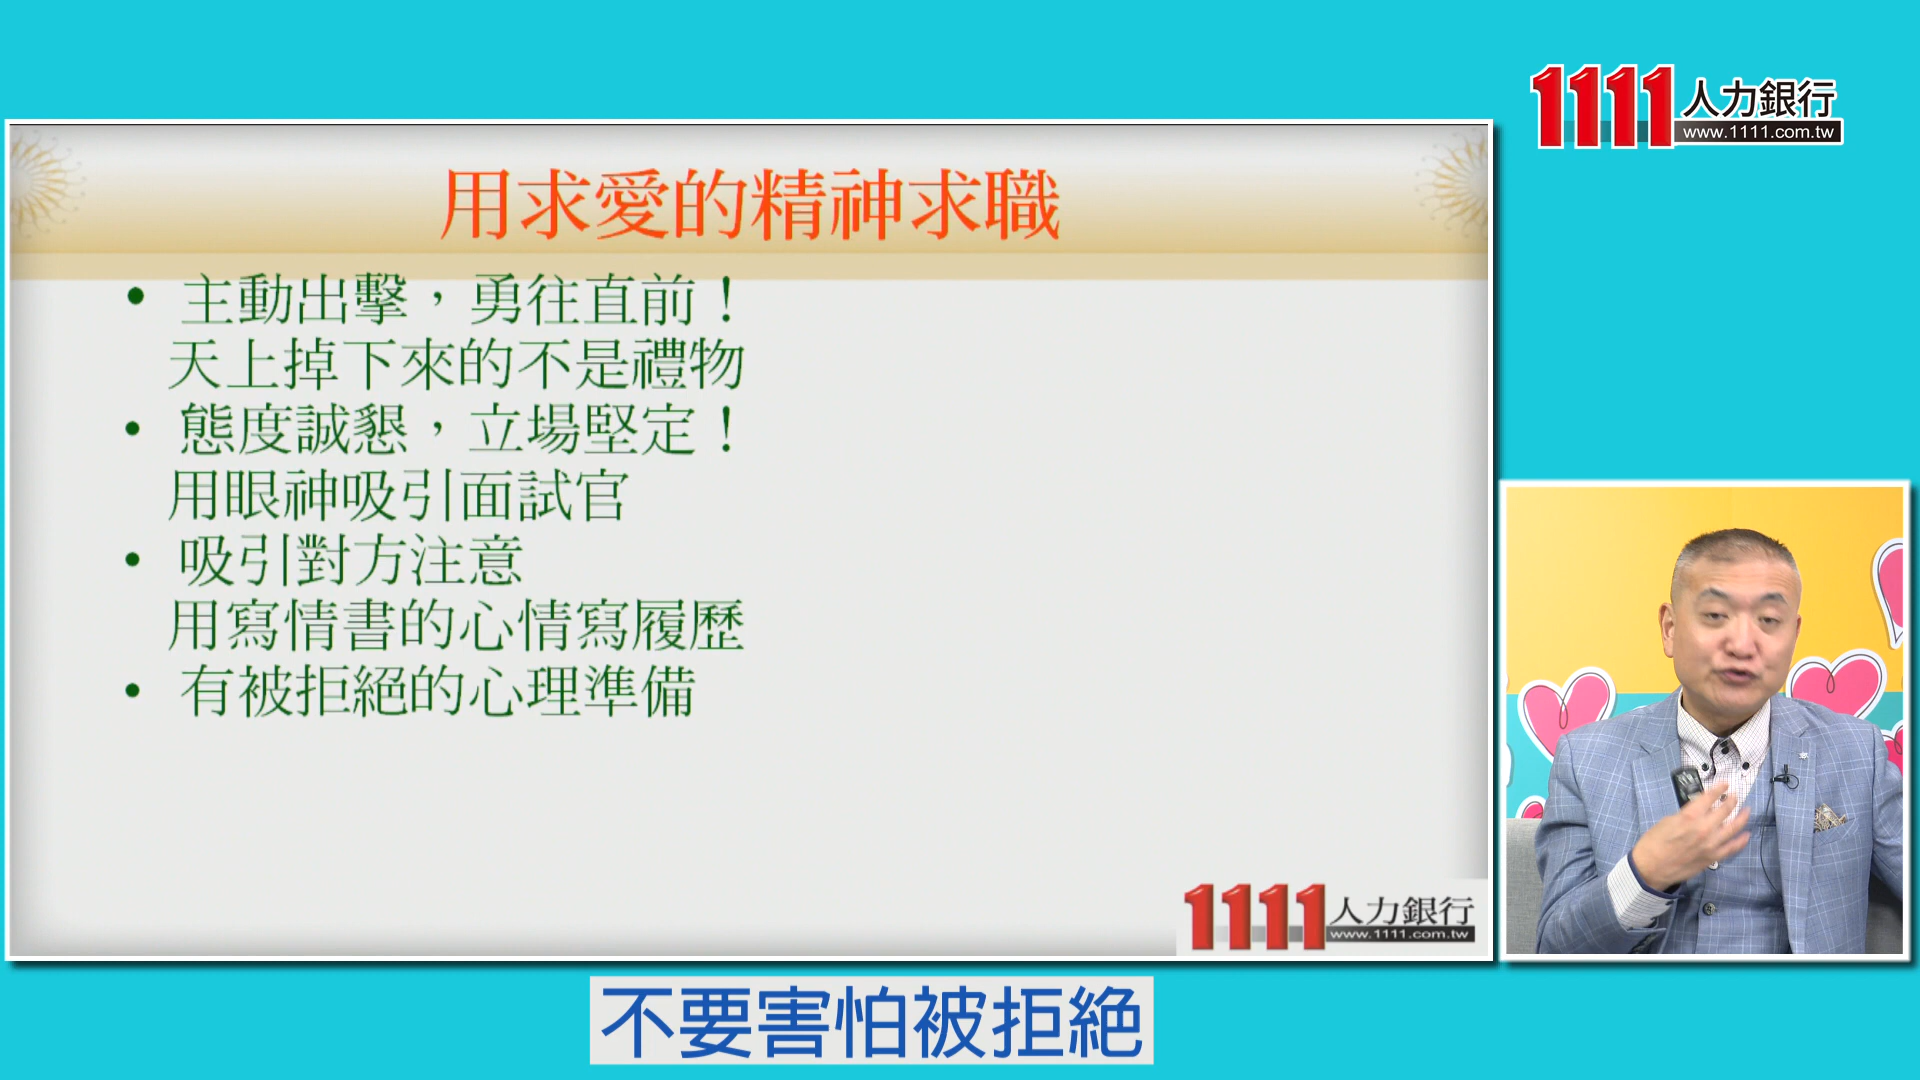 1111人力銀行
www.1111.com.tw
用求愛的精神求職
• 主動出擊，勇往直前！
天上掉下來的不是禮物
• 態度誠懇，立場堅定！
用眼神吸引面試官
• 吸引對方注意
用寫情書的心情寫履歷
• 有被拒絕的心理準備
1111人力銀行
www.1111.com.tw
不要害怕被拒絕